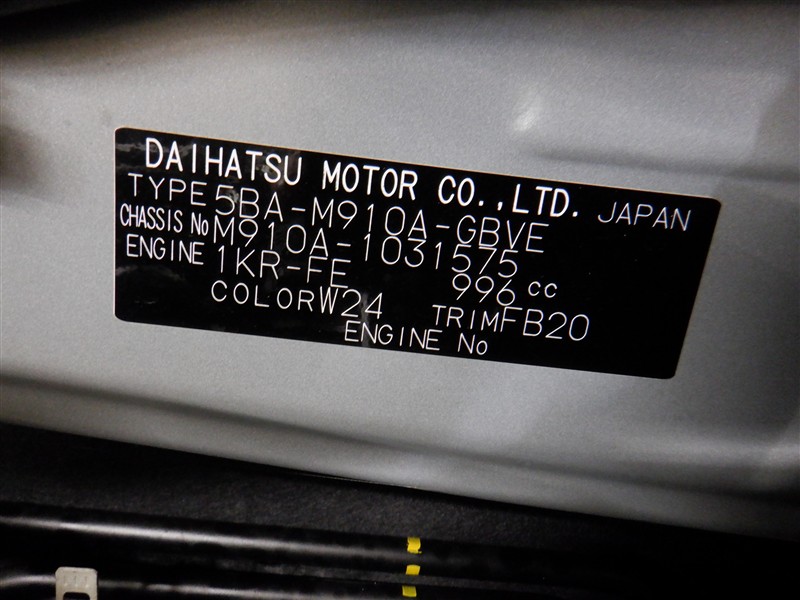 DAIHATSU MOTOR CO.,LTD. JAPAN
TYPE 5BA-M910A-GBVE
CHASSIS No M910A-1031575
ENGINE 1KR-FE 996 cc
COLOR W24 TRIM FB20
ENGINE No